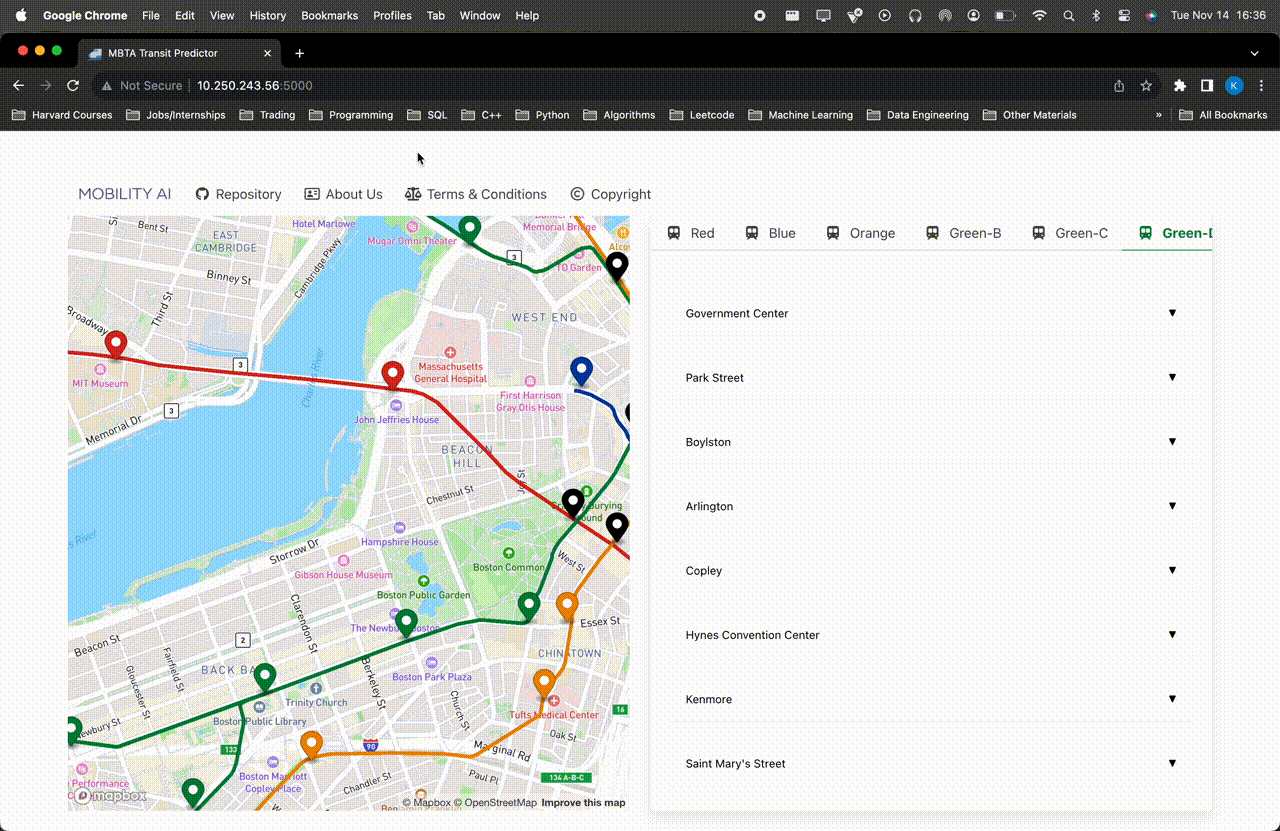 Google Chrome File Edit View History Bookmarks Profiles Tab Window Help Tue Nov 14 16:36
MBTA Transit Predictor
Not Secure 10.250.243.56:5000 K
Harvard Courses Jobs/Internships Trading Programming SQL C++ Python Algorithms Leetcode Machine Learning Data Engineering Other Materials » All Bookmarks
MOBILITY AI Repository About Us Terms & Conditions Copyright
Red Blue Orange Green-B Green-C Green-D
Government Center
Park Street
Boylston
Arlington
Copley
Hynes Convention Center
Kenmore
Saint Mary's Street
Bent St
EAST
CAMBRIDGE
Hotel Marlowe
Mugar Omni Theater
Memorial Bridge
TD Garden
3
Binney St
Cambridge Pkwy
Third St
Broadway
WEST END
MIT Museum
3
3
Charles River
Massachusetts
General Hospital
First Harrison
Gray Otis House
John Jeffries House
Memorial Dr
BEACON
HILL
Joy St
Chestnut St
Hampshire House
Storrow Dr
Gibson House Museum
Boston Common
West St
Boston Public Garden
Clarendon St
Beacon St
2
Essex St
CHINATOWN
Fairfield St
BACK
Gloucester St
Trinity Church
Berkeley St
Boston Park Plaza
Church St
Tufts Medical Center
16
Boston Public Library
Newbury St
133
90
Oak St
Marginal Rd
Boston Marriott
Copley Place
Chandler St
Paul Pl
134 A-B-C
Performance
mapbox
© Mapbox © OpenStreetMap Improve this map